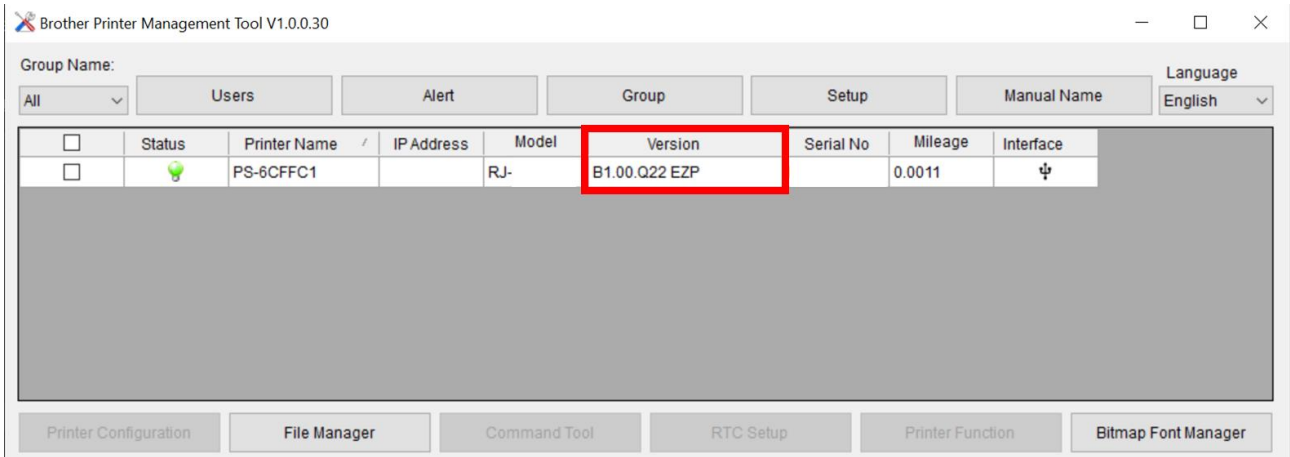 Brother Printer Management Tool V1.0.0.30
Group Name:
Language
All Users Alert Group Setup Manual Name English
Status Printer Name IP Address Model Version Serial No Mileage Interface
PS-6CFFC1 RJ- B1.00.Q22 EZP 0.0011
Printer Configuration File Manager Command Tool RTC Setup Printer Function Bitmap Font Manager